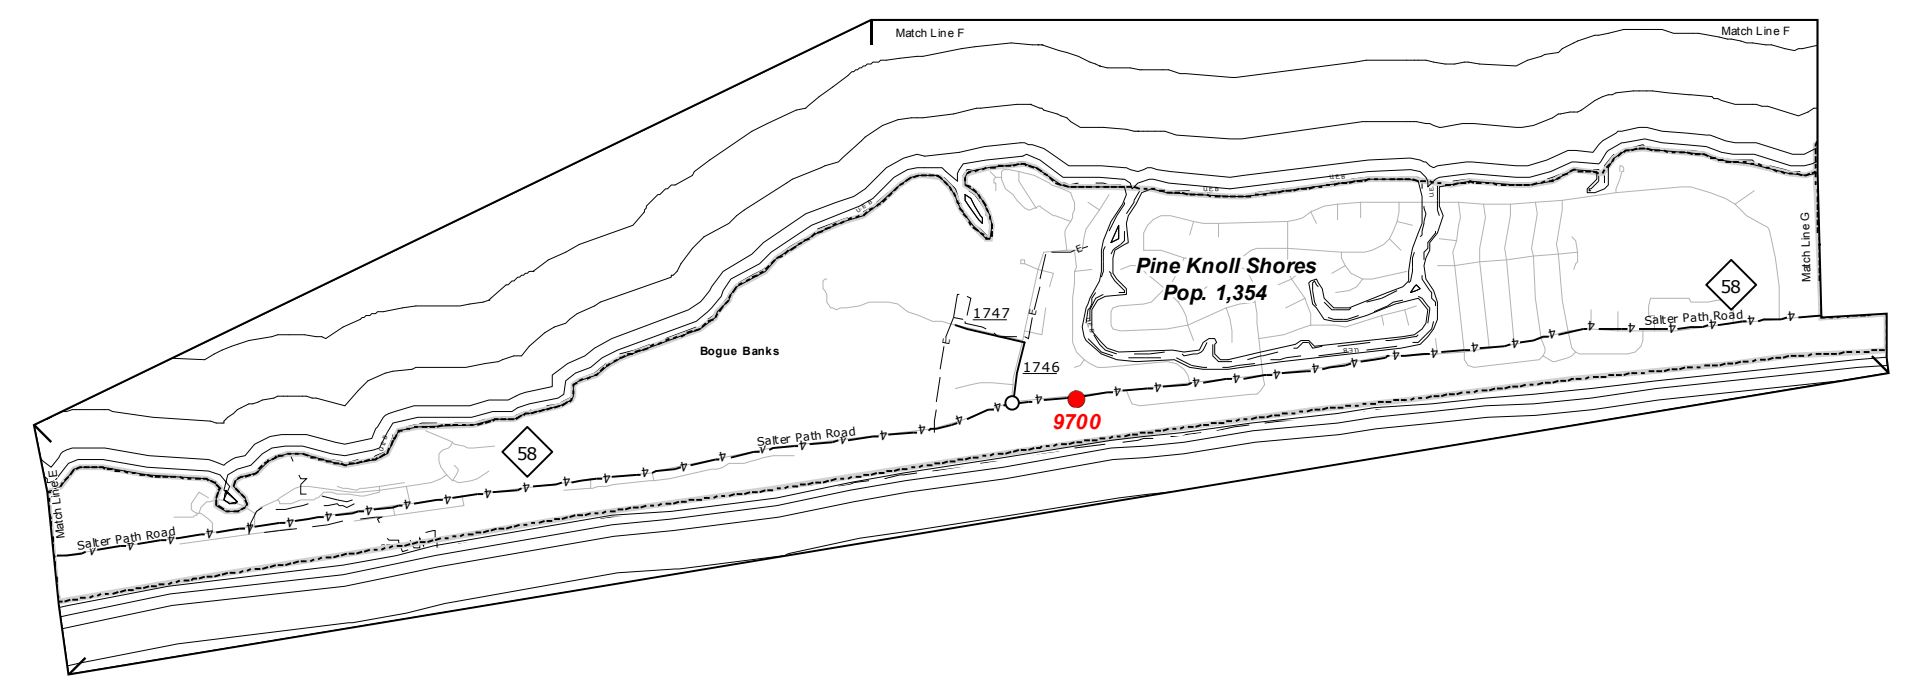 Match Line F
Match Line F
Match Line G
Pine Knoll Shores
Pop. 1,354
58
1747
Salter Path Road
Bogue Banks
1746
9700
Salter Path Road
58
Match Line E
Salter Path Road